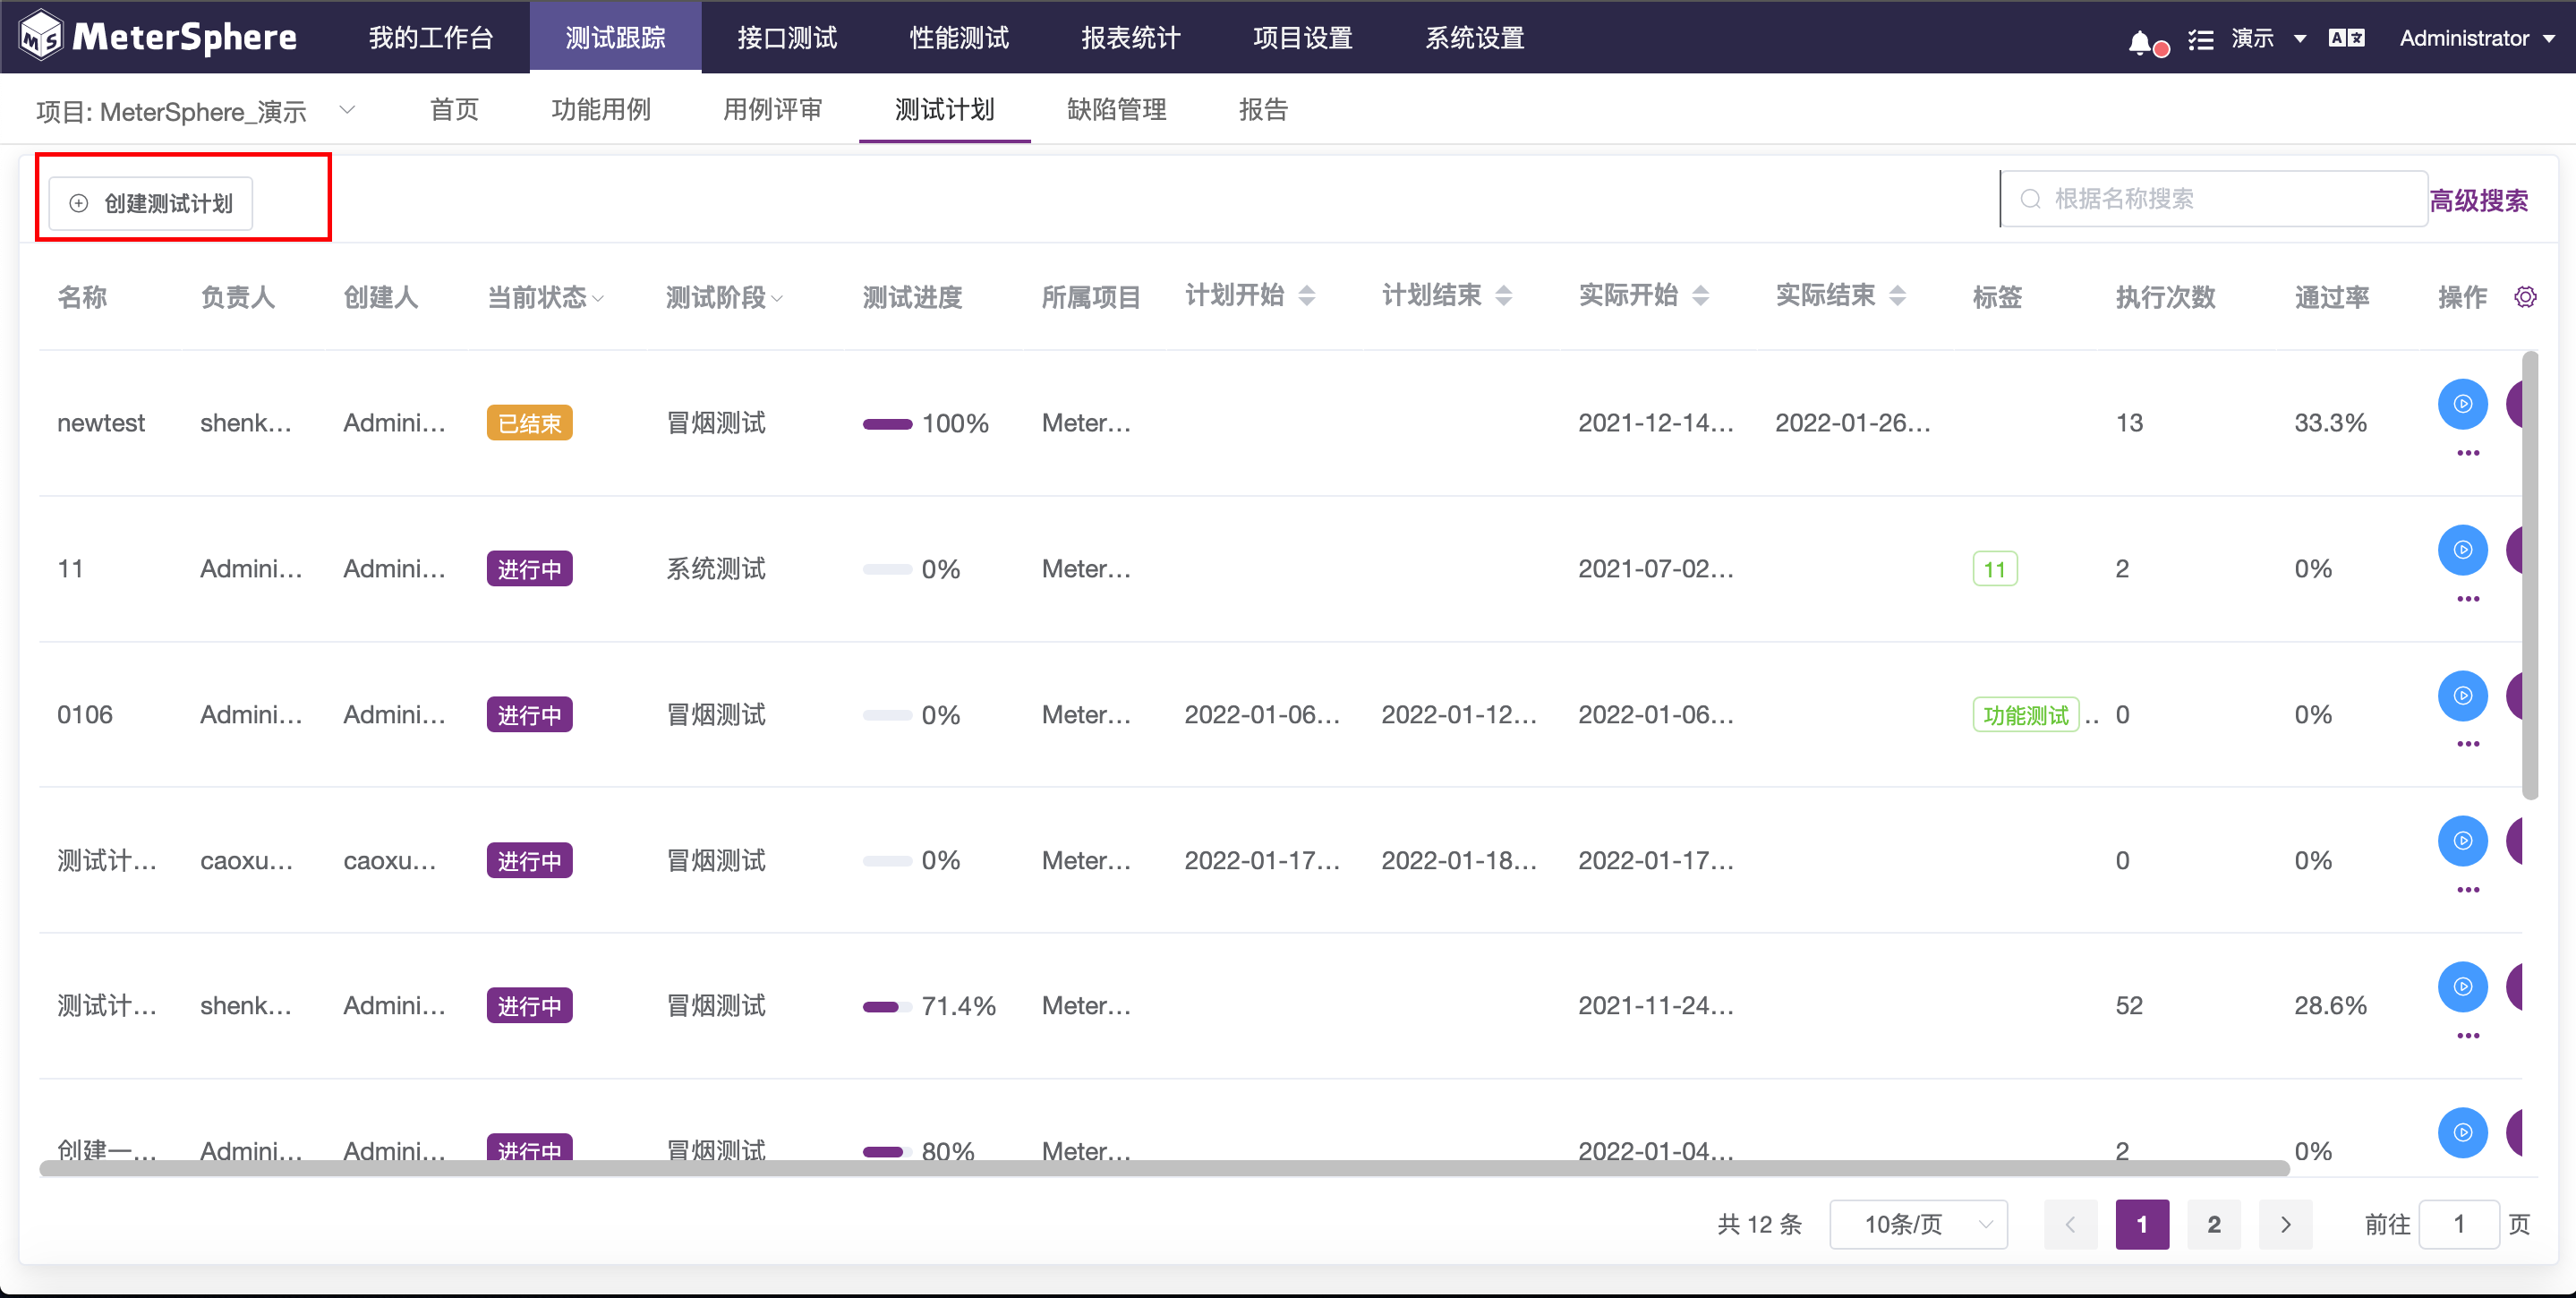 MeterSphere 我的工作台 测试跟踪 接口测试 性能测试 报表统计 项目设置 系统设置 演示 Administrator
项目: MeterSphere_演示 首页 功能用例 用例评审 测试计划 缺陷管理 报告
创建测试计划 根据名称搜索 高级搜索
名称 负责人 创建人 当前状态 测试阶段 测试进度 所属项目 计划开始 计划结束 实际开始 实际结束 标签 执行次数 通过率 操作
newtest shenk... Admini... 已结束 冒烟测试 100% Meter... 2021-12-14... 2022-01-26... 13 33.3%
11 Admini... Admini... 进行中 系统测试 0% Meter... 2021-07-02... 11 2 0%
0106 Admini... Admini... 进行中 冒烟测试 0% Meter... 2022-01-06... 2022-01-12... 2022-01-06... 功能测试 .. 0 0%
测试计... caoxu... caoxu... 进行中 冒烟测试 0% Meter... 2022-01-17... 2022-01-18... 2022-01-17... 0 0%
测试计... shenk... Admini... 进行中 冒烟测试 71.4% Meter... 2021-11-24... 52 28.6%
创建一... Admini... Admini... 进行中 冒烟测试 80% Meter... 2022-01-04... 2 0%
共 12 条 10条/页 1 2 前往 1 页